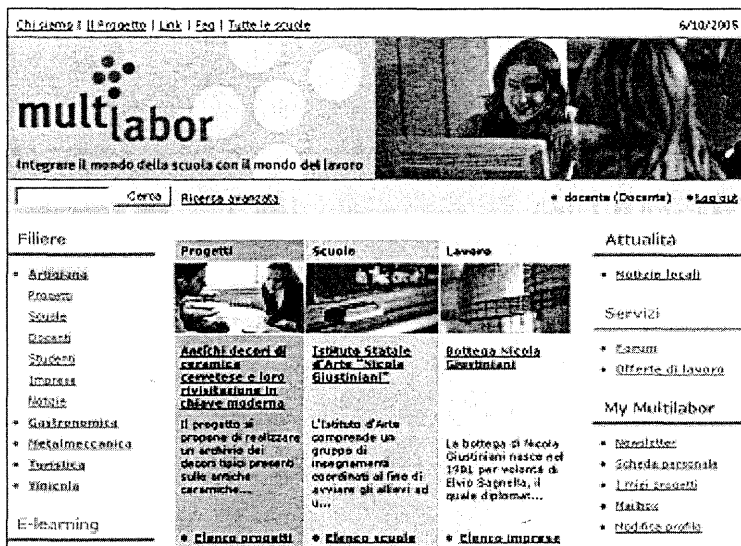 Chi siamo | Il Progetto | Link | Faq | Tutte le scuole
6/10/2005
multilabor
Integrare il mondo della scuola con il mondo del lavoro
Cerca
Ricerca avanzata
docente (Docente)
Log out
Filiere
Artigiana
Progetti
Scuole
Docenti
Studenti
Imprese
Notizie
Gastronomica
Metalmeccanica
Turistica
Vinicola
E-learning
Progetti
Antichi decori di
ceramica
cerretese e loro
rivisitazione in
chiave moderna
Il progetto si
propone di realizzare
un archivio dei
decori tipici presenti
sulle antiche
ceramiche...
Elenco progetti
Scuole
Istituto Statale
d'Arte "Nicola
Giustiniani"
L'Istituto d'Arte
comprende un
gruppo di
insegnamenti
coordinati al fine di
avviare gli allievi ad
u...
Elenco scuole
Lavoro
Bottega Nicola
Giustiniani
La bottega di Nicola
Giustiniani nasce nel
1981 per volontà di
Elvio Sagnella, il
quale diplomat...
Elenco imprese
Attualità
Notizie locali
Servizi
Forum
Offerte di lavoro
My Multilabor
Newsletter
Scheda personale
I miei progetti
Mailbox
Modifica profilo